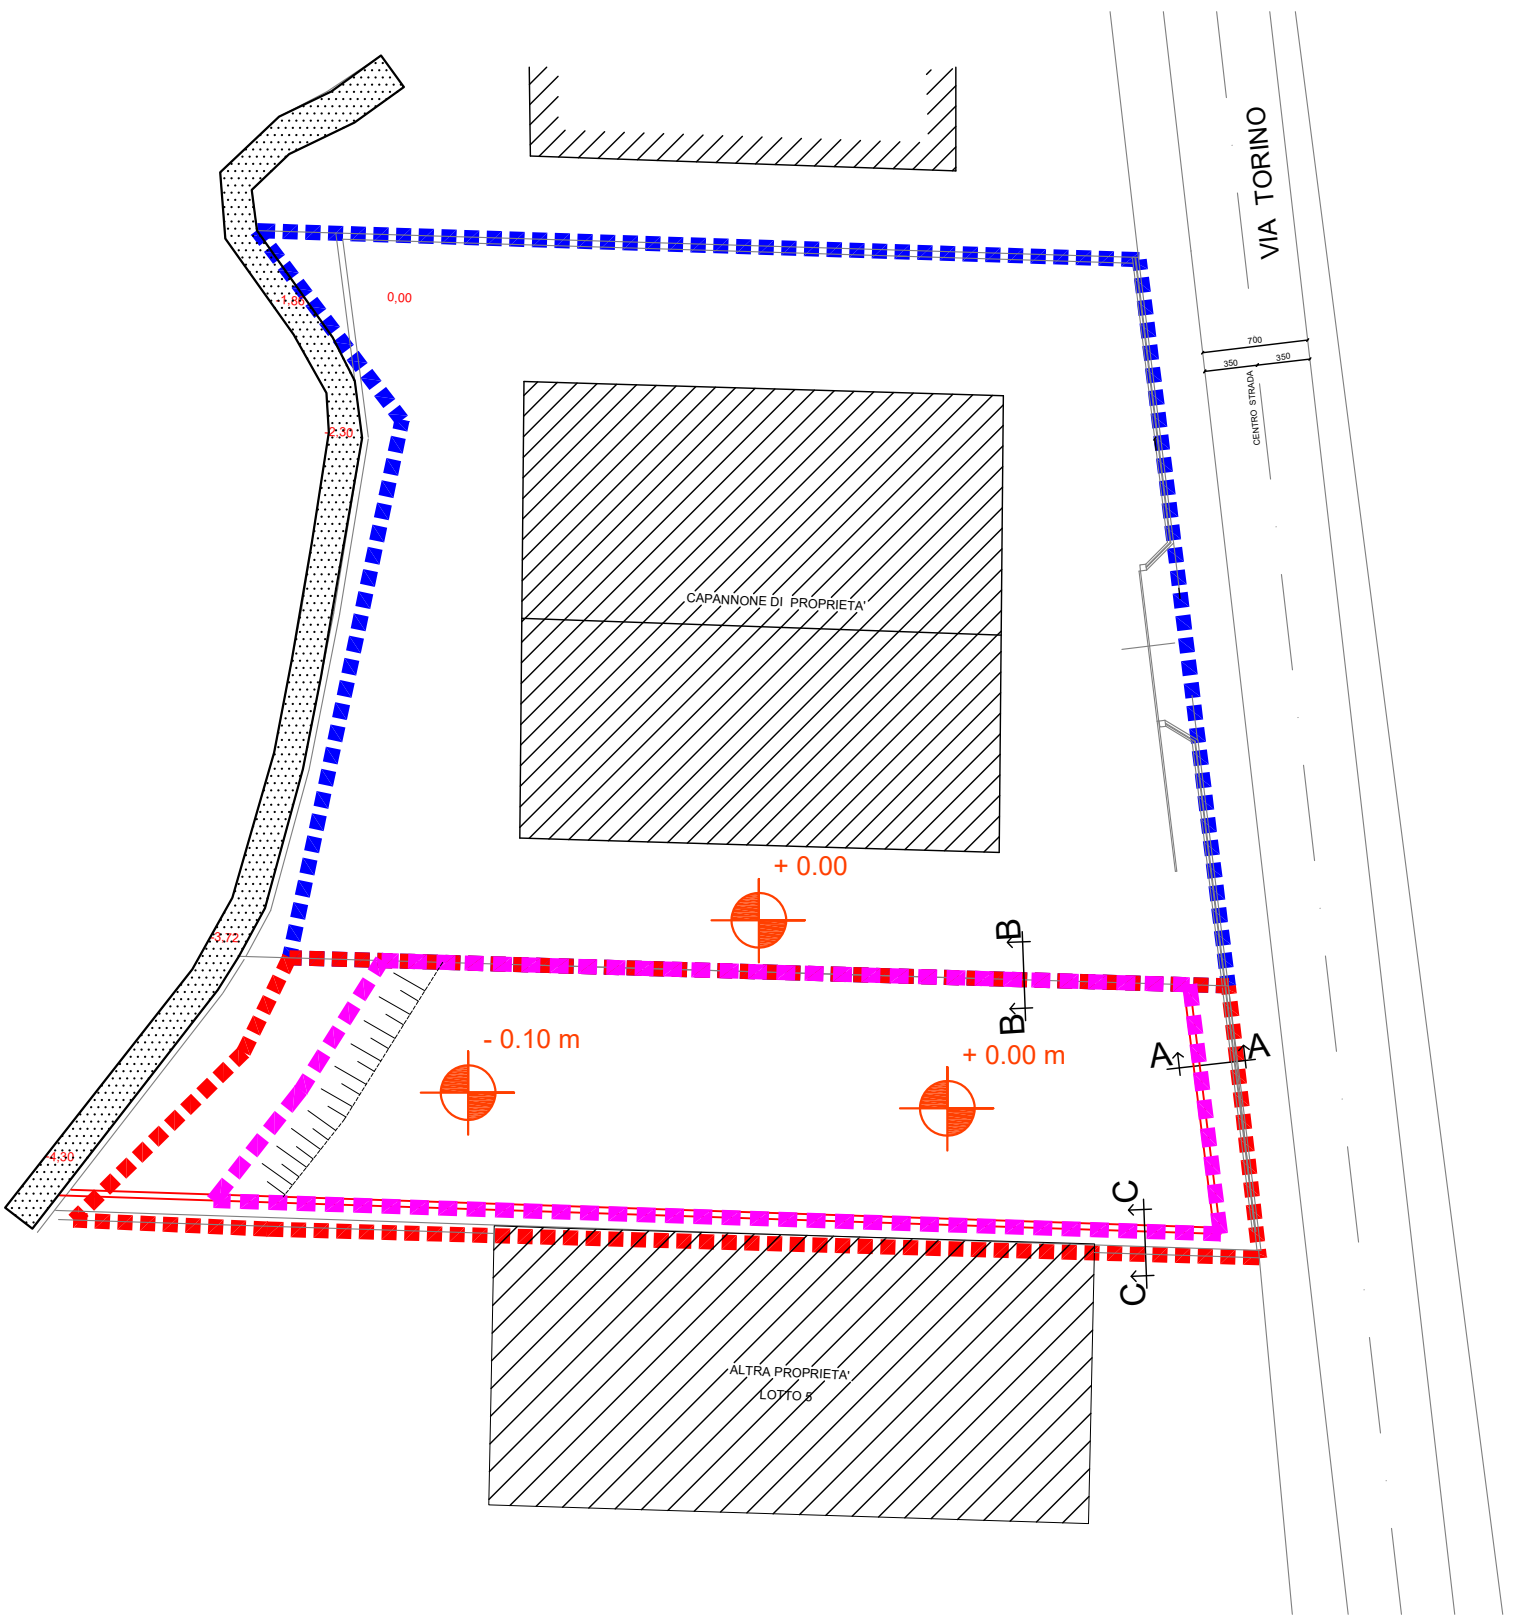 VIA TORINO
-1.86
0,00
700
350
350
CENTRO STRADA
-2.30
CAPANNONE DI PROPRIETA'
+ 0.00
B
-3.72
B
- 0.10 m
+ 0.00 m
A
A
-4.30
C
C
ALTRA PROPRIETA'
LOTTO 5